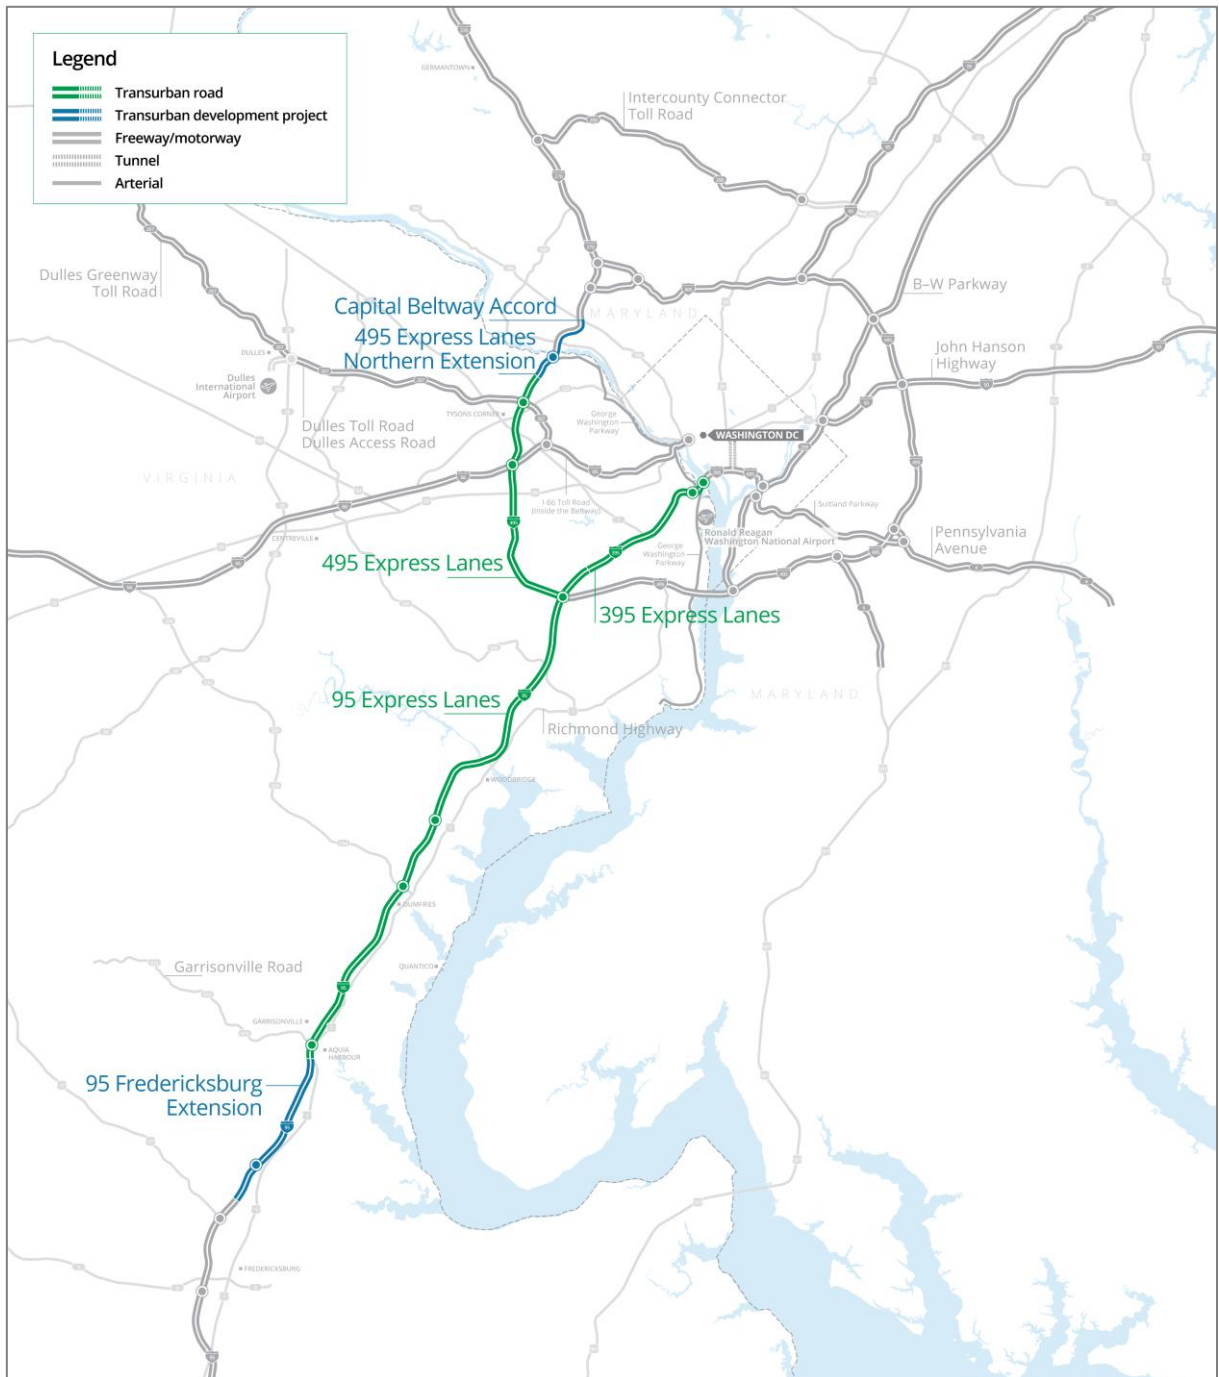 Legend
Transurban road
Transurban development project
Freeway/motorway
Tunnel
Arterial
GERMANTOWN
Intercounty Connector
Toll Road
Dulles Greenway
Toll Road
Capital Beltway Accord
MARYLAND
B–W Parkway
495 Express Lanes
Northern Extension
John Hanson
Highway
DULLES
Dulles
International
Airport
TYSONS CORNER
George
Washington
Parkway
Dulles Toll Road
Dulles Access Road
WASHINGTON DC
VIRGINIA
I-66 Toll Road
(Inside the Beltway)
Suitland Parkway
CENTREVILLE
Ronald Reagan
Washington National Airport
Pennsylvania
Avenue
George
Washington
Parkway
495 Express Lanes
395 Express Lanes
95 Express Lanes
MARYLAND
Richmond Highway
WOODBRIDGE
DUMFRIES
Garrisonville Road
QUANTICO
GARRISONVILLE
AQUIA
HARBOUR
95 Fredericksburg
Extension
FREDERICKSBURG